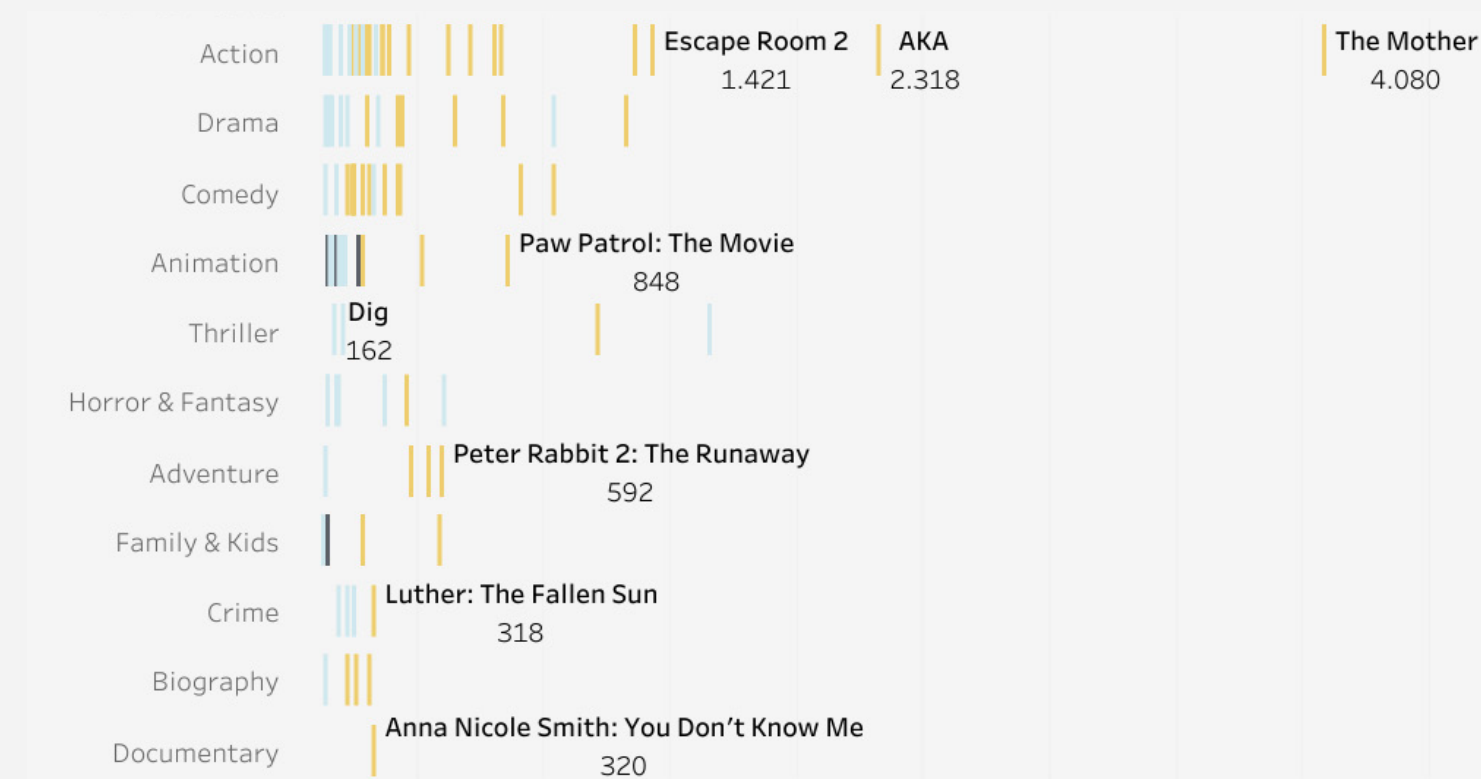 Action
Escape Room 2
1.421
AKA
2.318
The Mother
4.080
Drama
Comedy
Animation
Paw Patrol: The Movie
848
Thriller
Dig
162
Horror & Fantasy
Adventure
Peter Rabbit 2: The Runaway
592
Family & Kids
Crime
Luther: The Fallen Sun
318
Biography
Documentary
Anna Nicole Smith: You Don’t Know Me
320